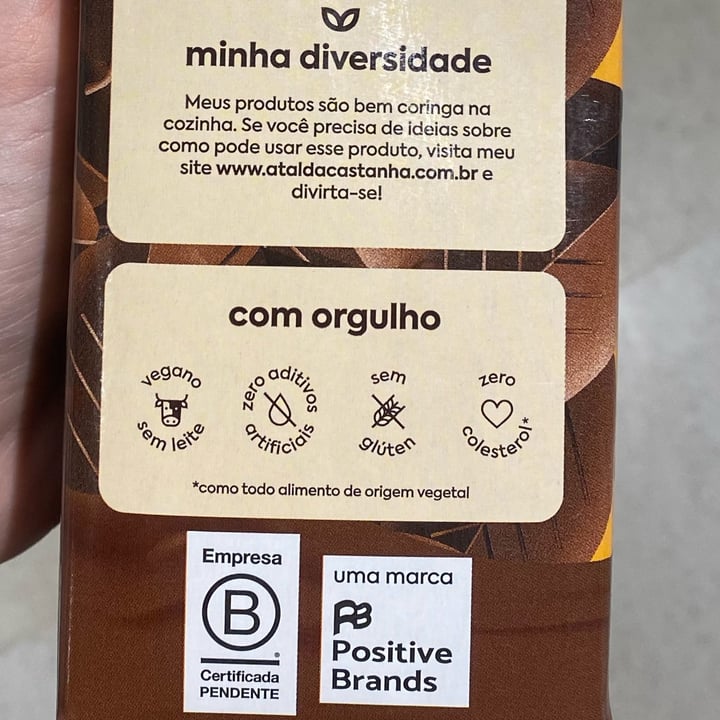 minha diversidade
Meus produtos são bem coringa na
cozinha. Se você precisa de ideias sobre
como pode usar esse produto, visita meu
site www.ataldacastanha.com.br e
divirta-se!
com orgulho
vegano
sem leite
zero aditivos
artificiais
sem
glúten
zero
colesterol*
*como todo alimento de origem vegetal
Empresa
B
Certificada
PENDENTE
uma marca
PB
Positive
Brands